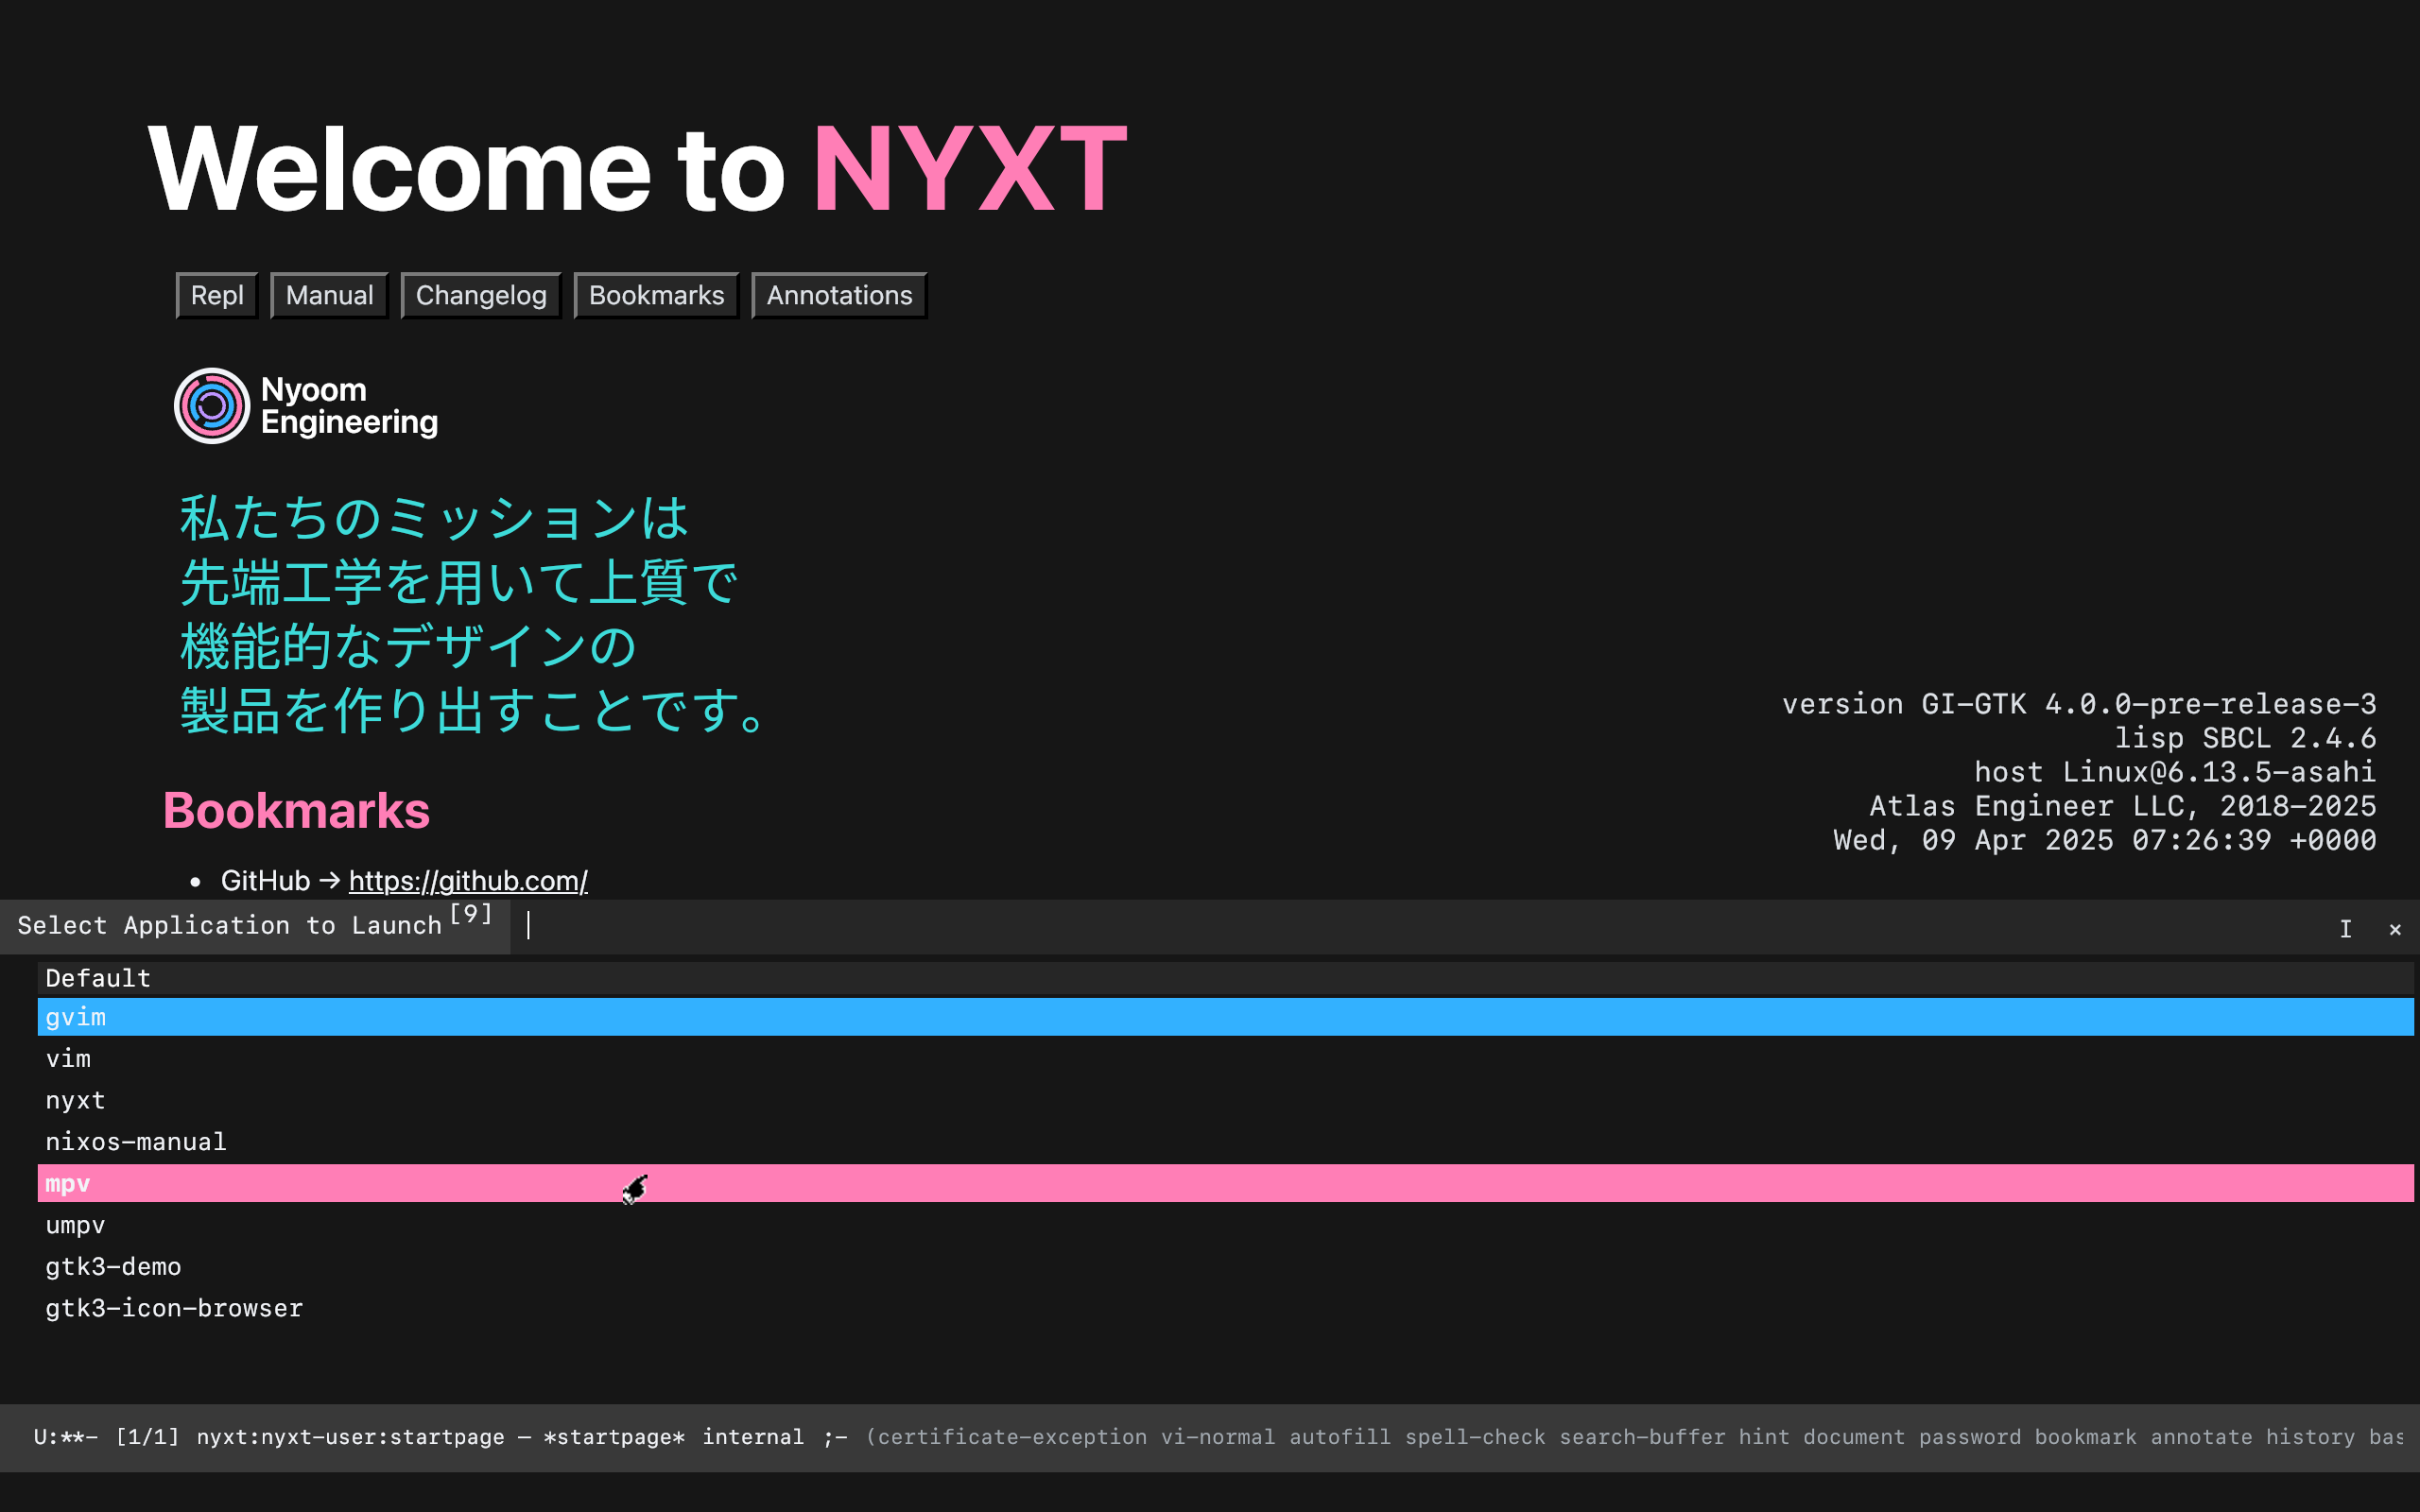 Welcome to NYXT
Repl Manual Changelog Bookmarks Annotations
Nyoom
Engineering
私たちのミッションは
先端工学を用いて上質で
機能的なデザインの
製品を作り出すことです。
version GI-GTK 4.0.0-pre-release-3
lisp SBCL 2.4.6
host Linux@6.13.5-asahi
Atlas Engineer LLC, 2018-2025
Wed, 09 Apr 2025 07:26:39 +0000
Bookmarks
• GitHub → https://github.com/
Select Application to Launch [9] I ×
Default
gvim
vim
nyxt
nixos-manual
mpv
umpv
gtk3-demo
gtk3-icon-browser
U:**- [1/1] nyxt:nyxt-user:startpage — *startpage* internal ;- (certificate-exception vi-normal autofill spell-check search-buffer hint document password bookmark annotate history bas